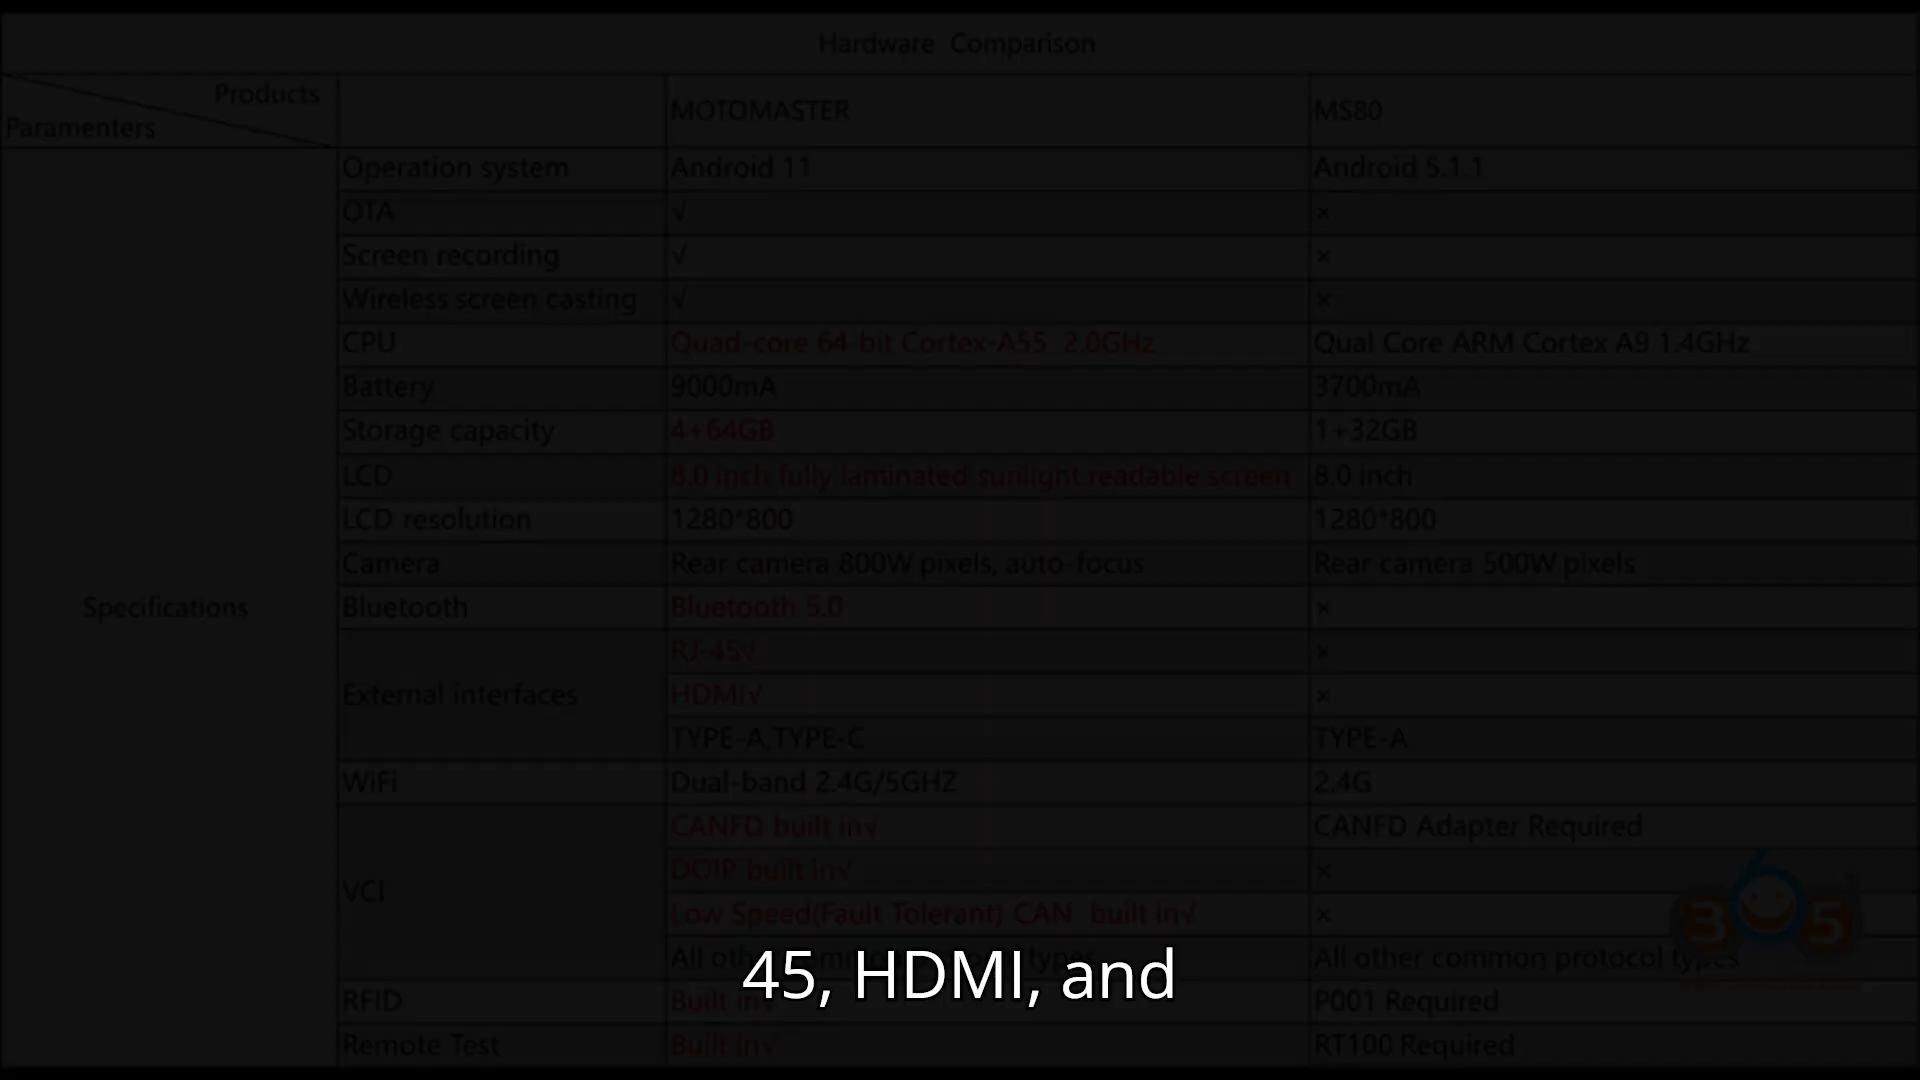 Hardware Comparison
Products
Paramenters
MOTOMASTER
MS80
Specifications
Operation system
Android 11
Android 5.1.1
OTA
√
×
Screen recording
√
×
Wireless screen casting
√
×
CPU
Quad-core 64-bit Cortex-A55 2.0GHz
Qual Core ARM Cortex A9 1.4GHz
Battery
9000mA
3700mA
Storage capacity
4+64GB
1+32GB
LCD
8.0 inch fully laminated sunlight readable screen
8.0 inch
LCD resolution
1280*800
1280*800
Camera
Rear camera 800W pixels, auto-focus
Rear camera 500W pixels
Bluetooth
Bluetooth 5.0
×
External interfaces
RJ-45√
×
HDMI√
×
TYPE-A,TYPE-C
TYPE-A
WiFi
Dual-band 2.4G/5GHZ
2.4G
VCI
CANFD built in√
CANFD Adapter Required
DOIP built in√
×
Low Speed(Fault Tolerant) CAN built in√
×
All types
All other common protocol types
RFID
Built in√
P001 Required
Remote Test
Built in√
RT100 Required
365
45, HDMI, and